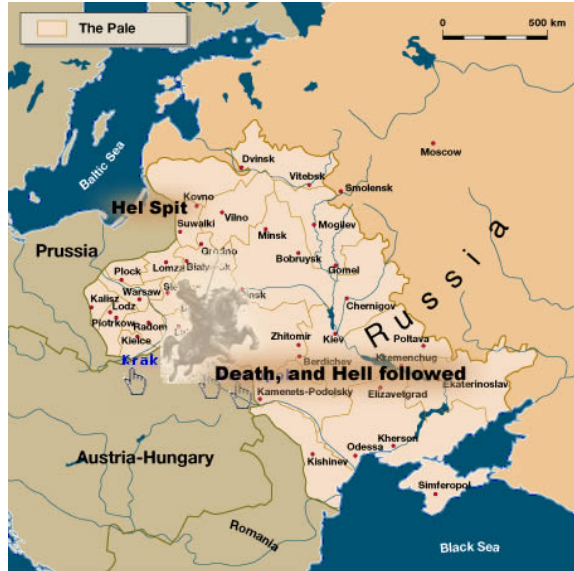 The Pale
0
500 km
Moscow
Baltic Sea
Dvinsk
Vitebsk
Smolensk
Kovno
Hel Spit
Vilno
Suwalki
Mogilev
Minsk
Grodno
Prussia
Bobruysk
Lomza
Plock
Gomel
Russia
Warsaw
Kalisz
Lodz
Chernigov
Piotrkow
Radom
Kielce
Zhitomir
Kiev
Poltava
Krak
Berdichev
Kremenchug
Death, and Hell followed
Ekaterinoslav
Kamenets-Podolsky
Elizavetgrad
Austria-Hungary
Kherson
Odessa
Kishinev
Simferopol
Romania
Black Sea